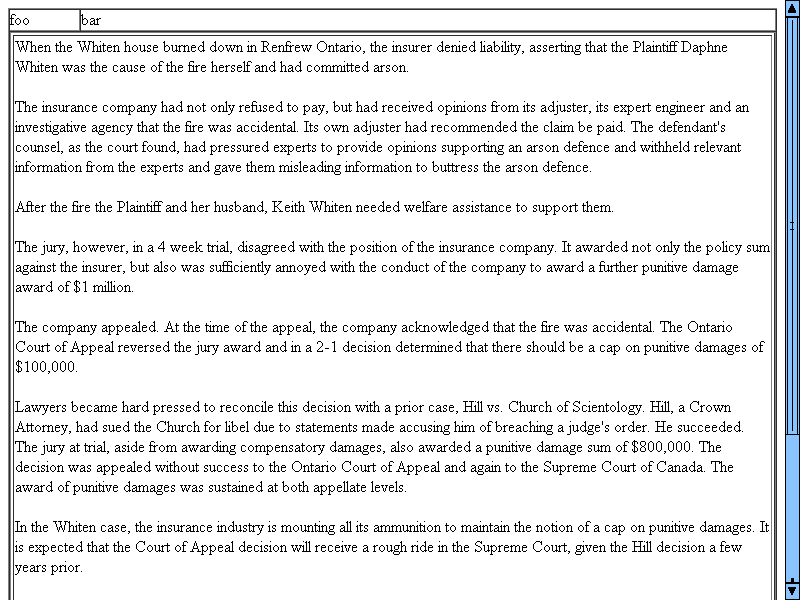 foo bar
When the Whiten house burned down in Renfrew Ontario, the insurer denied liability, asserting that the Plaintiff Daphne
Whiten was the cause of the fire herself and had committed arson.
The insurance company had not only refused to pay, but had received opinions from its adjuster, its expert engineer and an
investigative agency that the fire was accidental. Its own adjuster had recommended the claim be paid. The defendant's
counsel, as the court found, had pressured experts to provide opinions supporting an arson defence and withheld relevant
information from the experts and gave them misleading information to buttress the arson defence.
After the fire the Plaintiff and her husband, Keith Whiten needed welfare assistance to support them.
The jury, however, in a 4 week trial, disagreed with the position of the insurance company. It awarded not only the policy sum
against the insurer, but also was sufficiently annoyed with the conduct of the company to award a further punitive damage
award of $1 million.
The company appealed. At the time of the appeal, the company acknowledged that the fire was accidental. The Ontario
Court of Appeal reversed the jury award and in a 2-1 decision determined that there should be a cap on punitive damages of
$100,000.
Lawyers became hard pressed to reconcile this decision with a prior case, Hill vs. Church of Scientology. Hill, a Crown
Attorney, had sued the Church for libel due to statements made accusing him of breaching a judge's order. He succeeded.
The jury at trial, aside from awarding compensatory damages, also awarded a punitive damage sum of $800,000. The
decision was appealed without success to the Ontario Court of Appeal and again to the Supreme Court of Canada. The
award of punitive damages was sustained at both appellate levels.
In the Whiten case, the insurance industry is mounting all its ammunition to maintain the notion of a cap on punitive damages. It
is expected that the Court of Appeal decision will receive a rough ride in the Supreme Court, given the Hill decision a few
years prior.